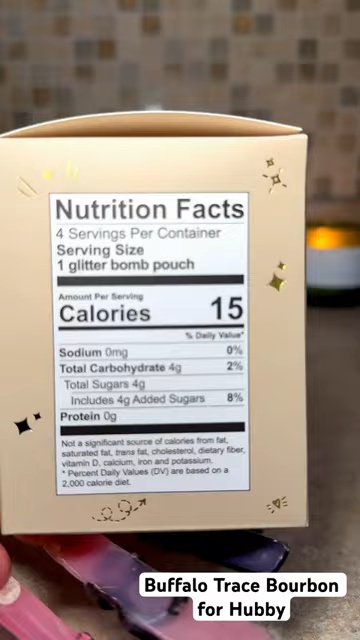 Nutrition Facts
4 Servings Per Container
Serving Size
1 glitter bomb pouch
Amount Per Serving
Calories 15
% Daily Value*
Sodium 0mg 0%
Total Carbohydrate 4g 2%
Total Sugars 4g
Includes 4g Added Sugars 8%
Protein 0g
Not a significant source of calories from fat,
saturated fat, trans fat, cholesterol, dietary fiber,
vitamin D, calcium, iron and potassium.
* Percent Daily Values (DV) are based on a
2,000 calorie diet.
Buffalo Trace Bourbon
for Hubby